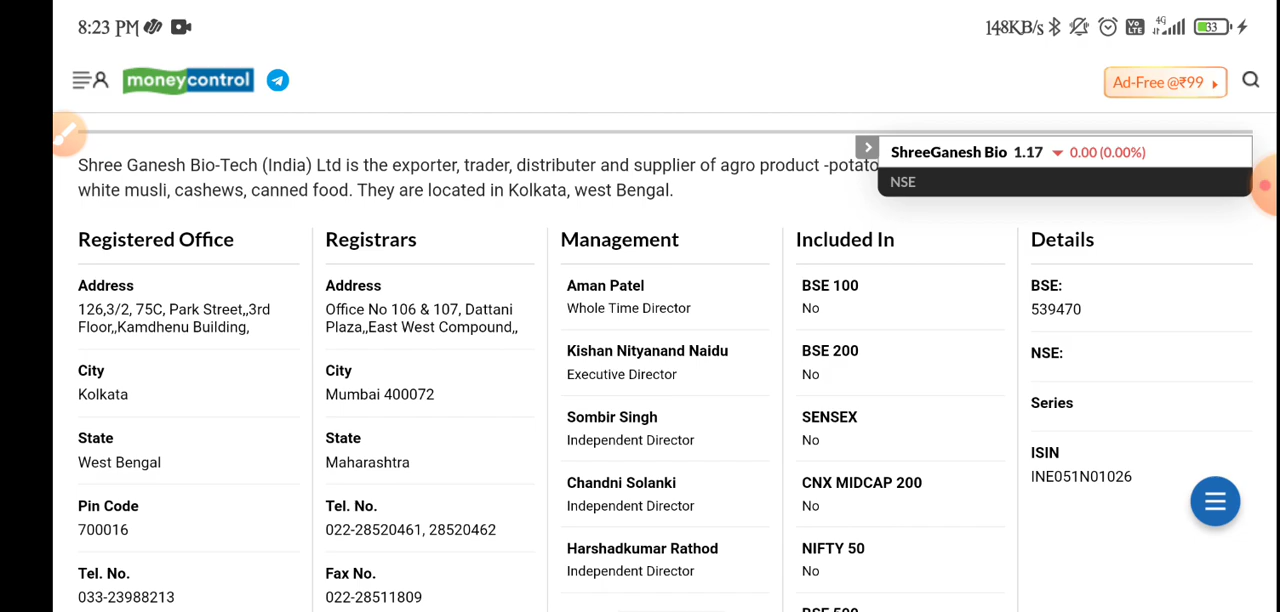 8:23 PM
148KB/s Vo LTE 4G 33
moneycontrol
Ad-Free @₹99
Shree Ganesh Bio-Tech (India) Ltd is the exporter, trader, distributer and supplier of agro product -potato
white musli, cashews, canned food. They are located in Kolkata, west Bengal.
ShreeGanesh Bio 1.17 0.00 (0.00%)
NSE
Registered Office
Address
126,3/2, 75C, Park Street,,3rd
Floor,,Kamdhenu Building,
City
Kolkata
State
West Bengal
Pin Code
700016
Tel. No.
033-23988213
Registrars
Address
Office No 106 & 107, Dattani
Plaza,,East West Compound,,
City
Mumbai 400072
State
Maharashtra
Tel. No.
022-28520461, 28520462
Fax No.
022-28511809
Management
Aman Patel
Whole Time Director
Kishan Nityanand Naidu
Executive Director
Sombir Singh
Independent Director
Chandni Solanki
Independent Director
Harshadkumar Rathod
Independent Director
Included In
BSE 100
No
BSE 200
No
SENSEX
No
CNX MIDCAP 200
No
NIFTY 50
No
BSE 500
Details
BSE:
539470
NSE:
Series
ISIN
INE051N01026